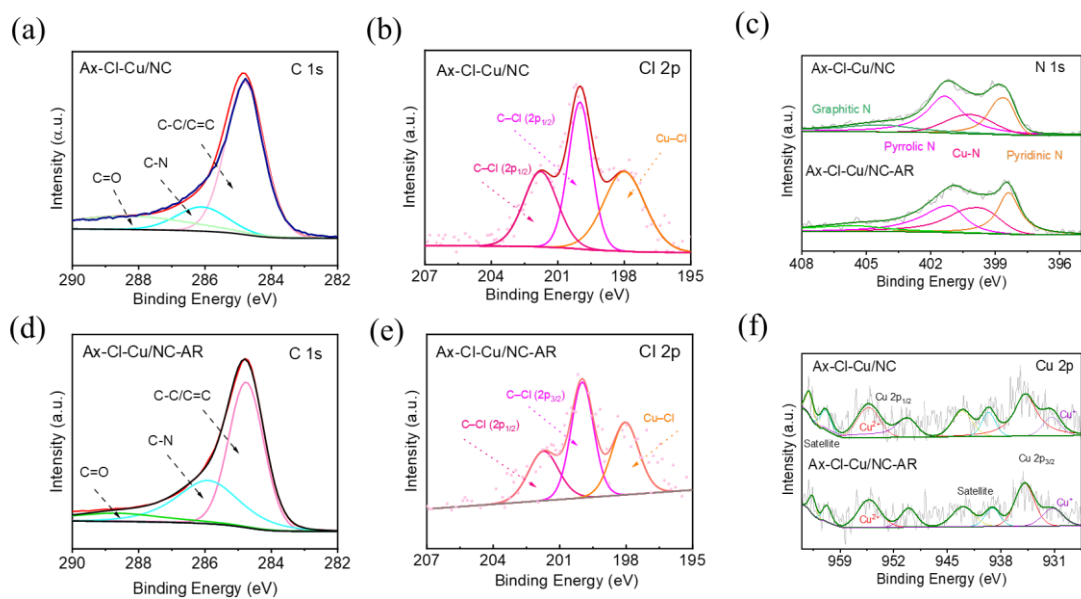 (a)
Ax-Cl-Cu/NC
C 1s
C-C/C=C
C-N
C=O
Intensity (α.u.)
290 288 286 284 282
Binding Energy (eV)
(b)
Ax-Cl-Cu/NC
Cl 2p
C–Cl (2p1/2)
Cu–Cl
C–Cl (2p1/2)
Intensity (a.u.)
207 204 201 198 195
Binding Energy (eV)
(c)
Ax-Cl-Cu/NC
N 1s
Graphitic N
Pyrrolic N
Cu-N
Pyridinic N
Ax-Cl-Cu/NC-AR
Intensity (a.u.)
408 405 402 399 396
Binding Energy (eV)
(d)
Ax-Cl-Cu/NC-AR
C 1s
C-C/C=C
C-N
C=O
Intensity (a.u.)
290 288 286 284 282
Binding Energy (eV)
(e)
Ax-Cl-Cu/NC-AR
Cl 2p
C–Cl (2p3/2)
Cu–Cl
C–Cl (2p1/2)
Intensity (a.u.)
207 204 201 198 195
Binding Energy (eV)
(f)
Ax-Cl-Cu/NC
Cu 2p
Cu 2p1/2
Cu2+
Cu+
Satellite
Cu 2p3/2
Ax-Cl-Cu/NC-AR
Satellite
Cu2+
Cu+
Intensity (a.u.)
959 952 945 938 931
Binding Energy (eV)